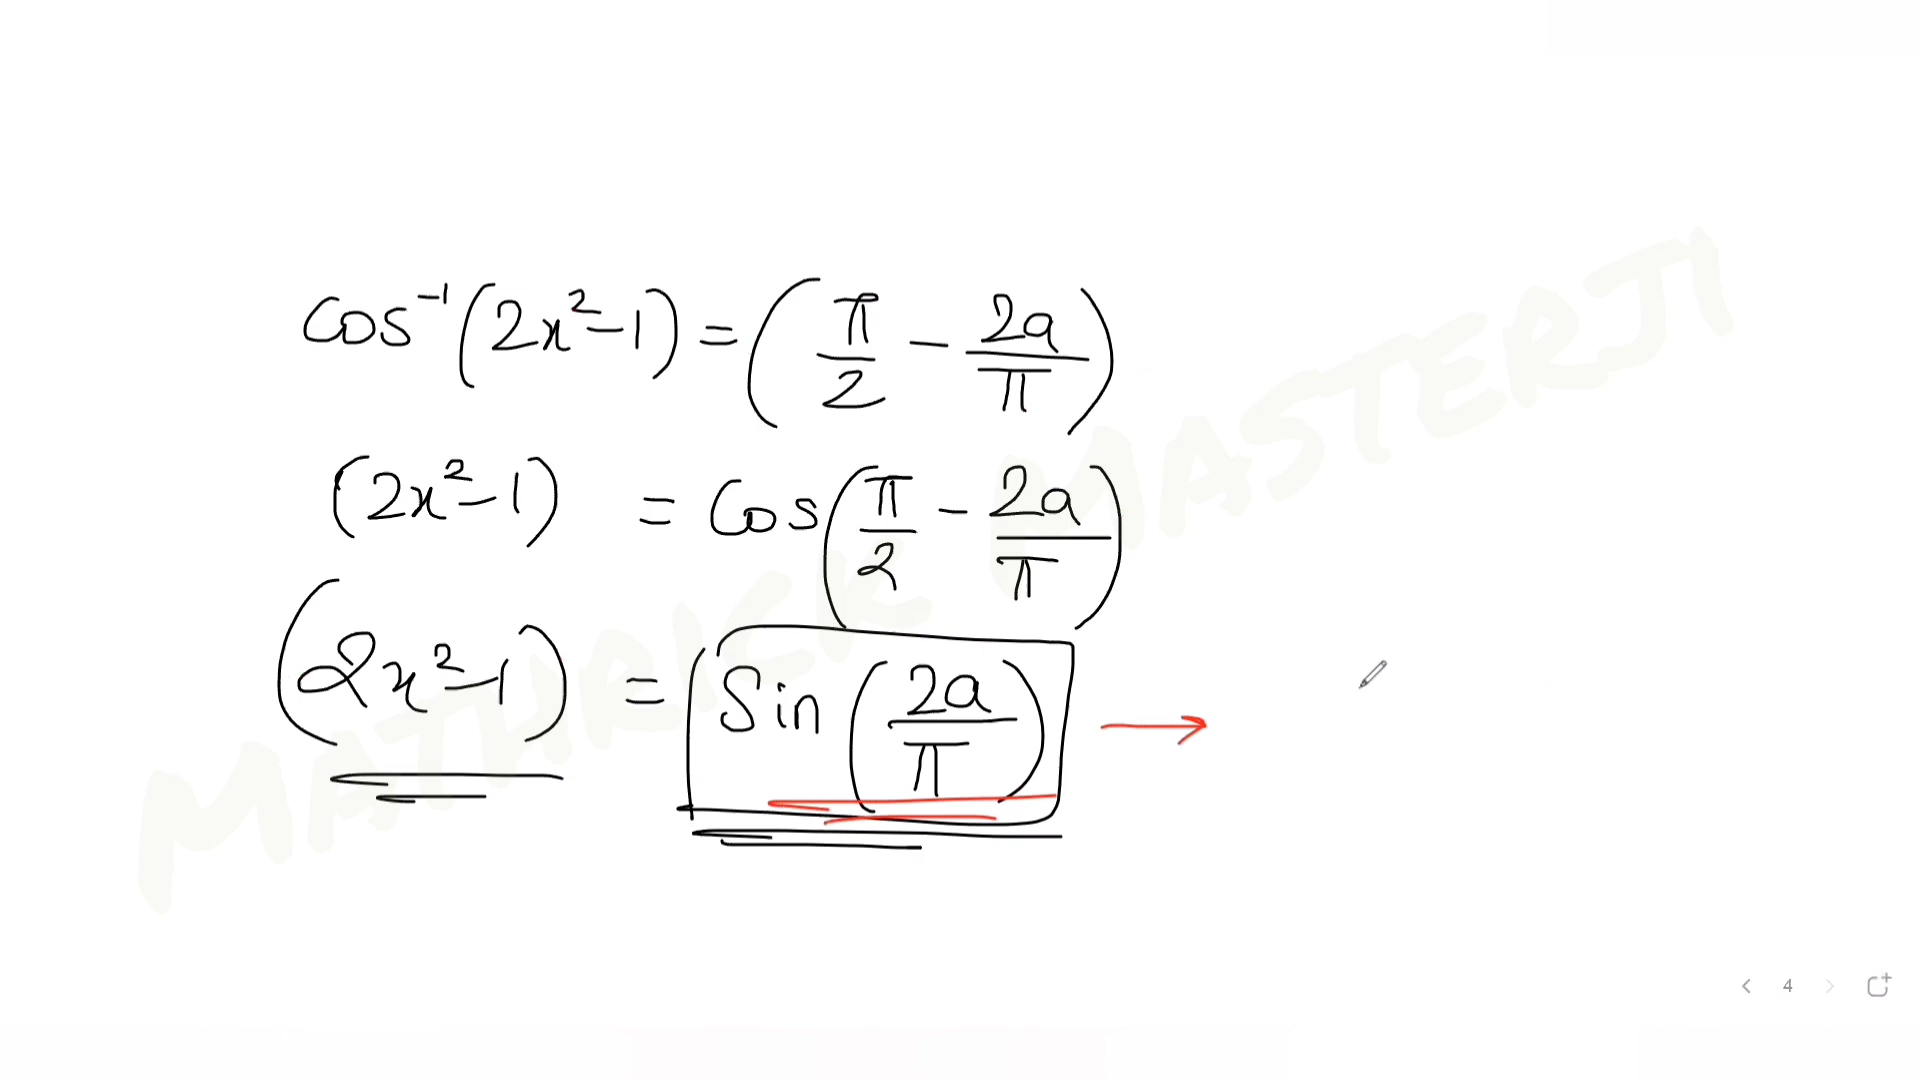 cos⁻¹(2x²-1) = (π/2 - 2a/π)
(2x²-1) = Cos(π/2 - 2a/π)
(2x²-1) = (Sin(2a/π) →
MATHRICK MASTERJI
< 4 >